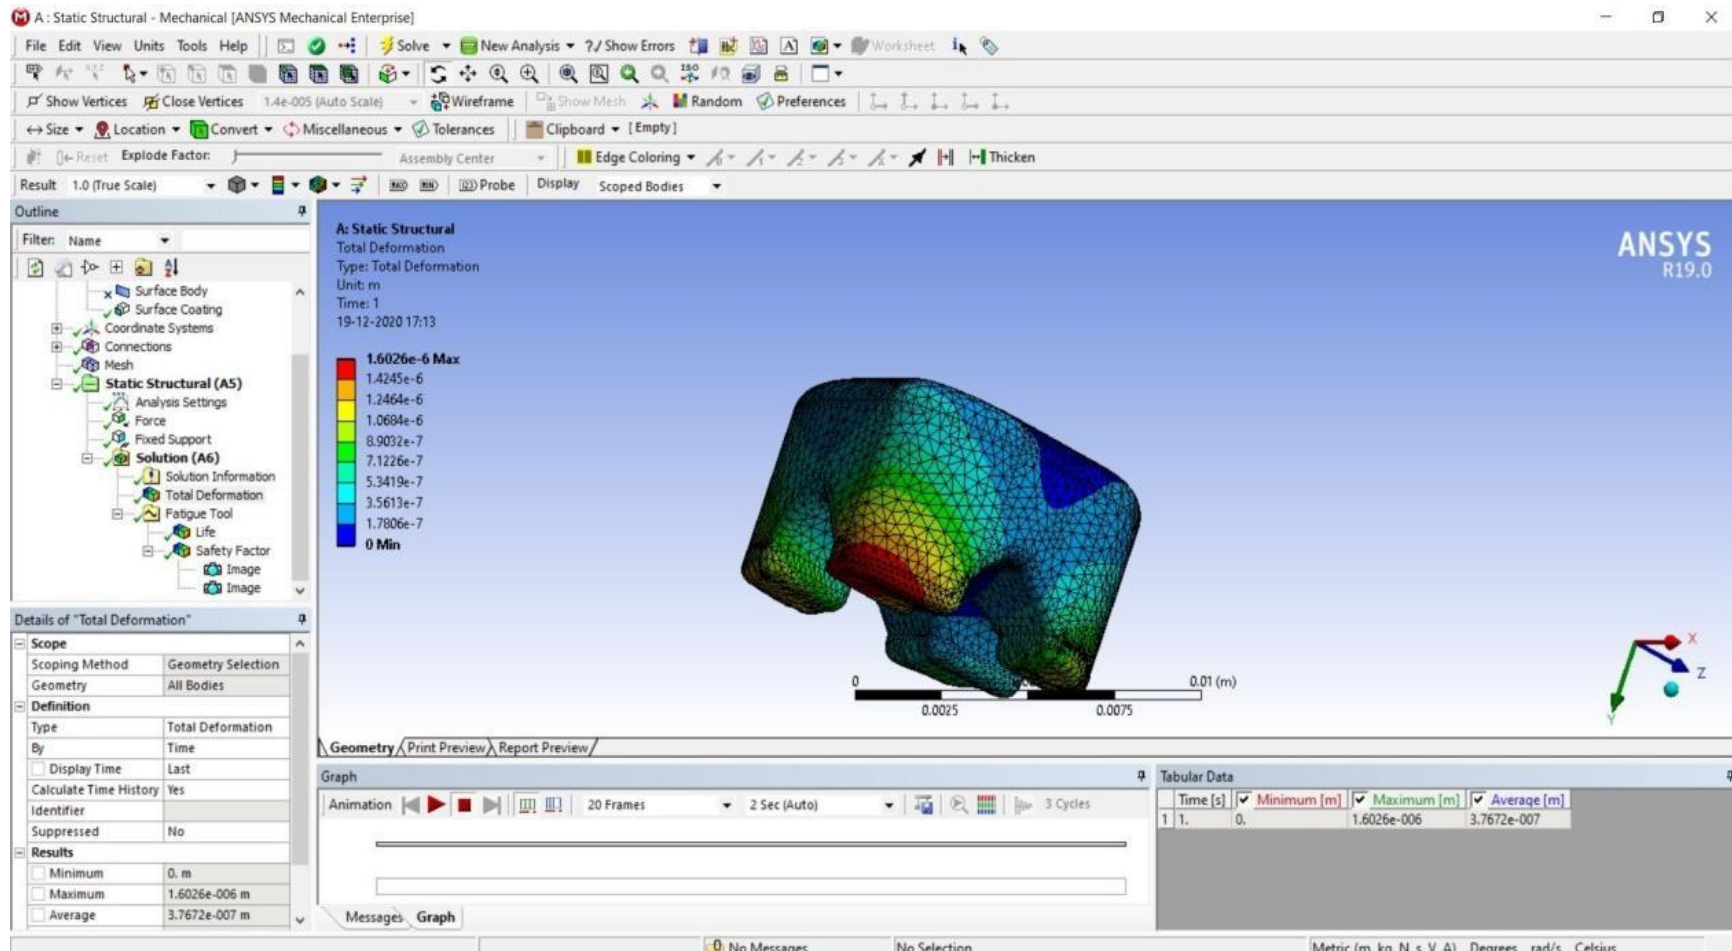 A : Static Structural - Mechanical [ANSYS Mechanical Enterprise]
File Edit View Units Tools Help Solve New Analysis ?/ Show Errors Worksheet
Show Vertices Close Vertices 1.4e-005 (Auto Scale) Wireframe Show Mesh Random Preferences
Size Location Convert Miscellaneous Tolerances Clipboard [Empty]
Reset Explode Factor: Assembly Center Edge Coloring Thicken
Result 1.0 (True Scale) Probe Display Scoped Bodies
Outline
Filter: Name
Surface Body
Surface Coating
Coordinate Systems
Connections
Mesh
Static Structural (A5)
Analysis Settings
Force
Fixed Support
Solution (A6)
Solution Information
Total Deformation
Fatigue Tool
Life
Safety Factor
Image
Image
Details of "Total Deformation"
Scope
Scoping Method Geometry Selection
Geometry All Bodies
Definition
Type Total Deformation
By Time
Display Time Last
Calculate Time History Yes
Identifier
Suppressed No
Results
Minimum 0. m
Maximum 1.6026e-006 m
Average 3.7672e-007 m
A: Static Structural
Total Deformation
Type: Total Deformation
Unit: m
Time: 1
19-12-2020 17:13
1.6026e-6 Max
1.4245e-6
1.2464e-6
1.0684e-6
8.9032e-7
7.1226e-7
5.3419e-7
3.5613e-7
1.7806e-7
0 Min
ANSYS
R19.0
0 0.01 (m)
0.0025 0.0075
X
Z
Y
Geometry Print Preview Report Preview
Graph
Animation 20 Frames 2 Sec (Auto) 3 Cycles
Messages Graph
Tabular Data
Time [s] Minimum [m] Maximum [m] Average [m]
1 1. 0. 1.6026e-006 3.7672e-007
No Messages No Selection Metric (m, kg, N, s, V, A) Degrees rad/s Celsius